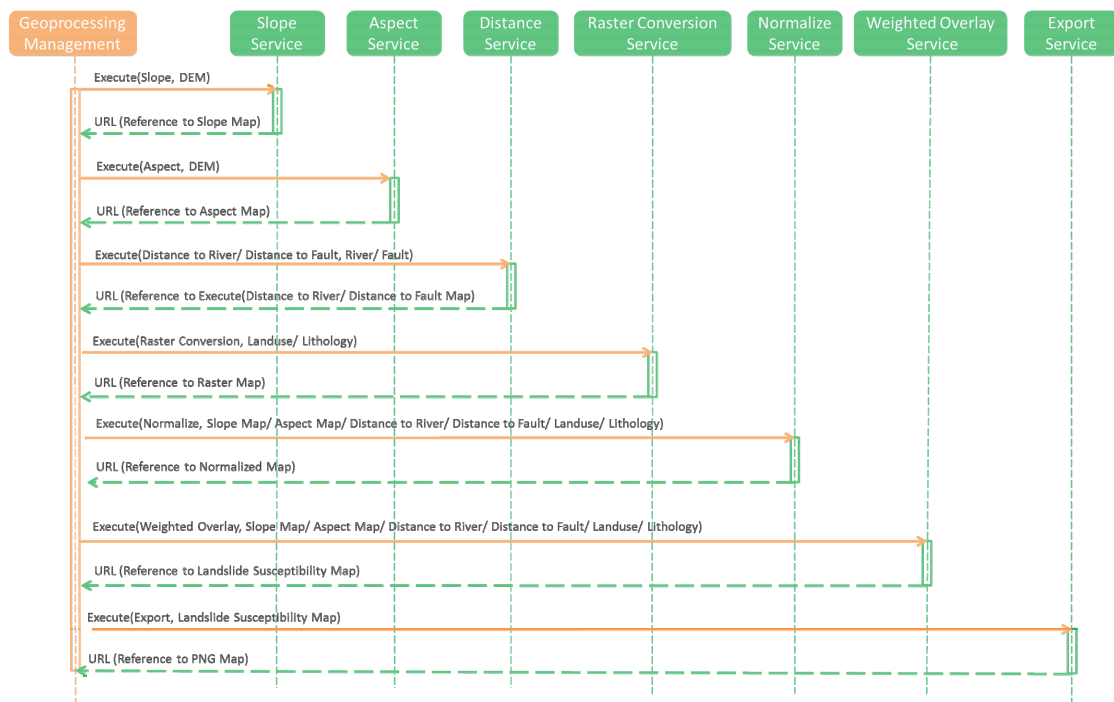 Geoprocessing
Management
Slope
Service
Aspect
Service
Distance
Service
Raster Conversion
Service
Normalize
Service
Weighted Overlay
Service
Export
Service
Execute(Slope, DEM)
URL (Reference to Slope Map)
Execute(Aspect, DEM)
URL (Reference to Aspect Map)
Execute(Distance to River/ Distance to Fault, River/ Fault)
URL (Reference to Execute(Distance to River/ Distance to Fault Map)
Execute(Raster Conversion, Landuse/ Lithology)
URL (Reference to Raster Map)
Execute(Normalize, Slope Map/ Aspect Map/ Distance to River/ Distance to Fault/ Landuse/ Lithology)
URL (Reference to Normalized Map)
Execute(Weighted Overlay, Slope Map/ Aspect Map/ Distance to River/ Distance to Fault/ Landuse/ Lithology)
URL (Reference to Landslide Susceptibility Map)
Execute(Export, Landslide Susceptibility Map)
URL (Reference to PNG Map)